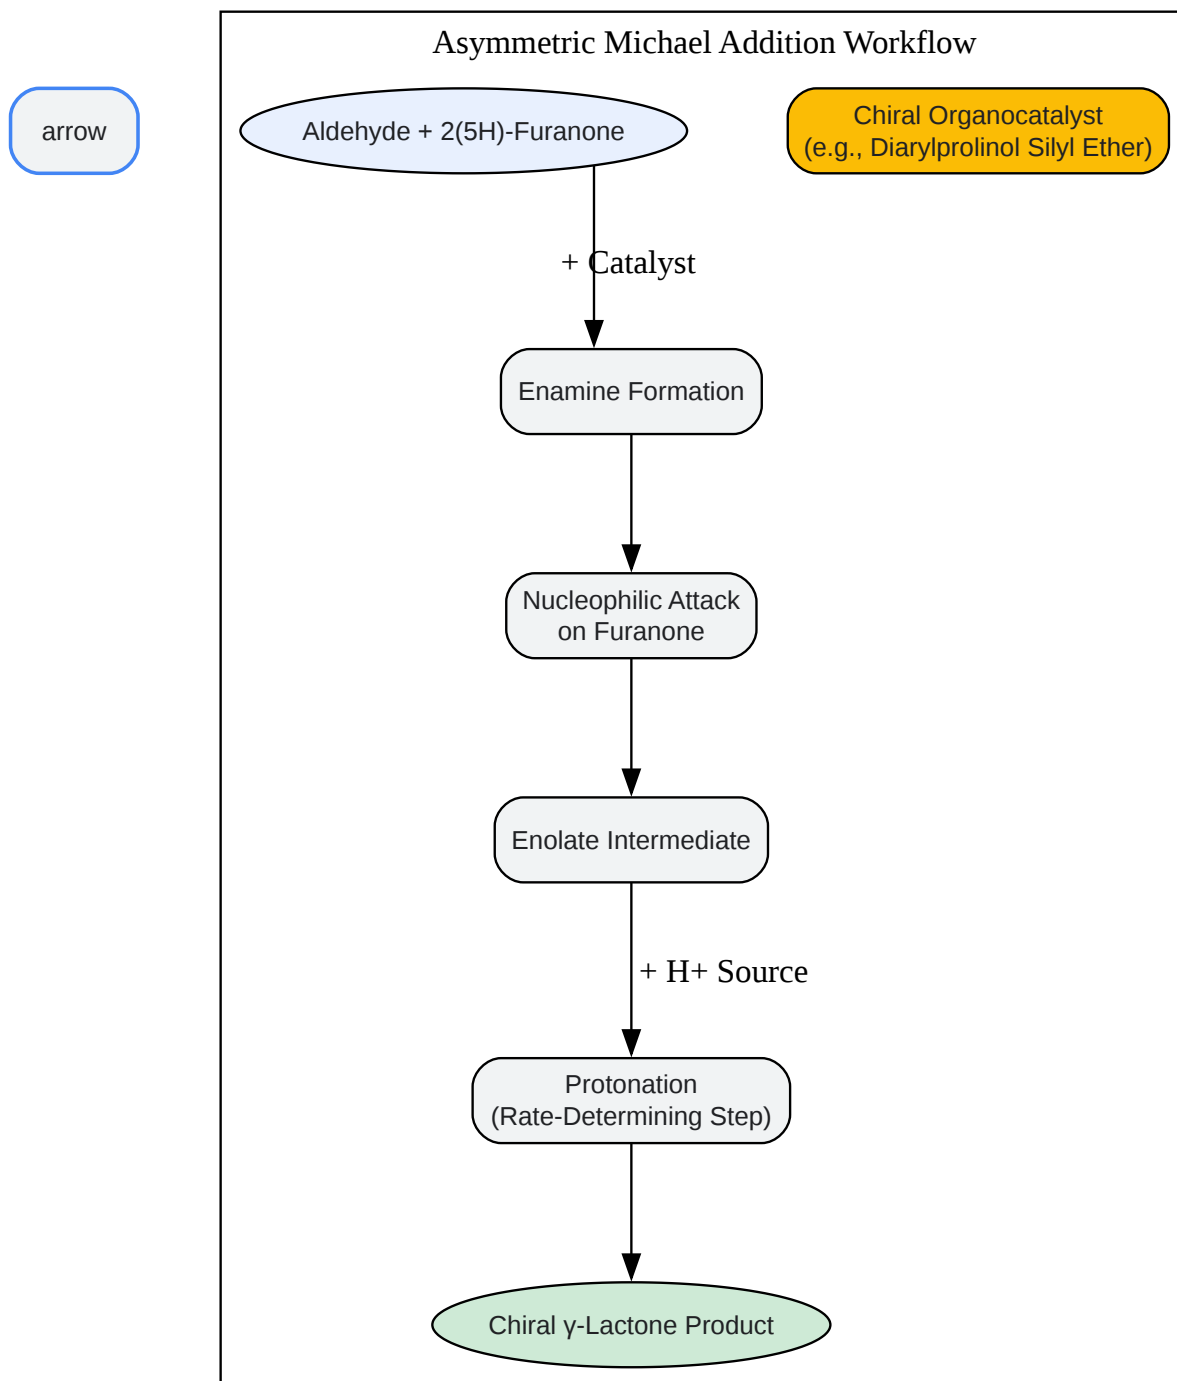 Asymmetric Michael Addition Workflow
arrow
Aldehyde + 2(5H)-Furanone
Chiral Organocatalyst
(e.g., Diarylprolinol Silyl Ether)
+ Catalyst
Enamine Formation
Nucleophilic Attack
on Furanone
Enolate Intermediate
+ H+ Source
Protonation
(Rate-Determining Step)
Chiral γ-Lactone Product